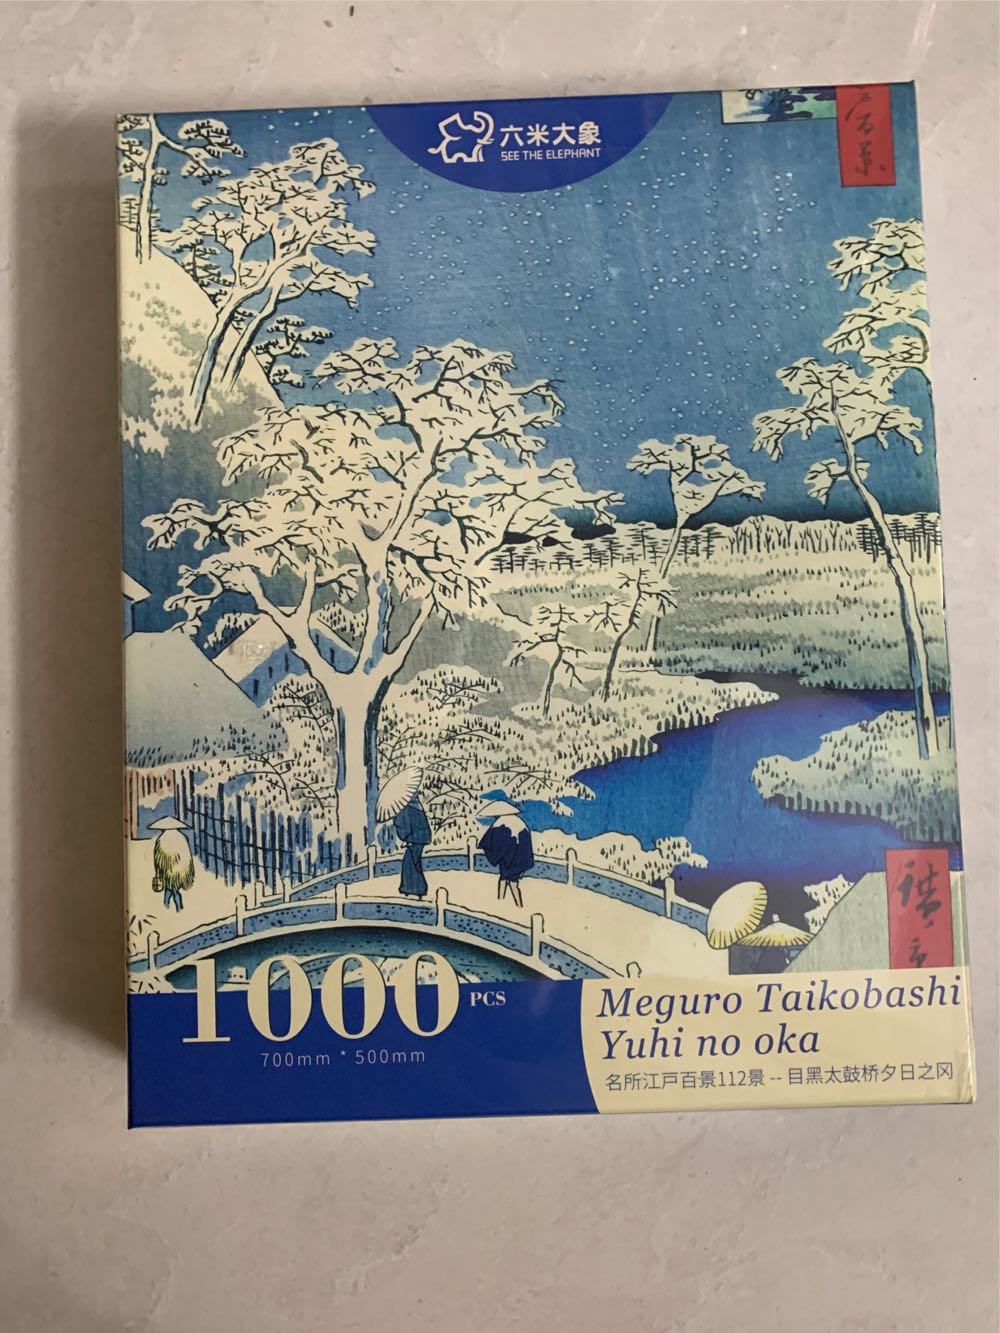 六米大象
SEE THE ELEPHANT
1000 PCS
700mm * 500mm
Meguro Taikobashi
Yuhi no oka
名所江戸百景112景 -- 目黑太鼓桥夕日之冈